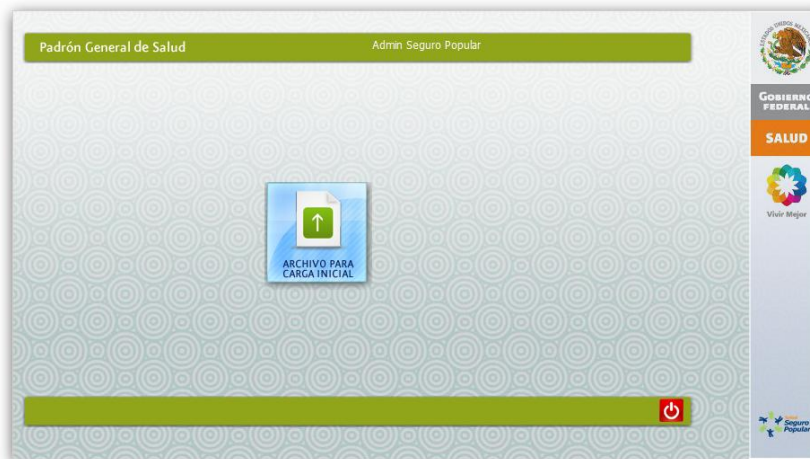 Padrón General de Salud
Admin Seguro Popular
GOBIERNO
FEDERAL
SALUD
Vivir Mejor
ARCHIVO PARA
CARGA INICIAL
Seguro
Popular